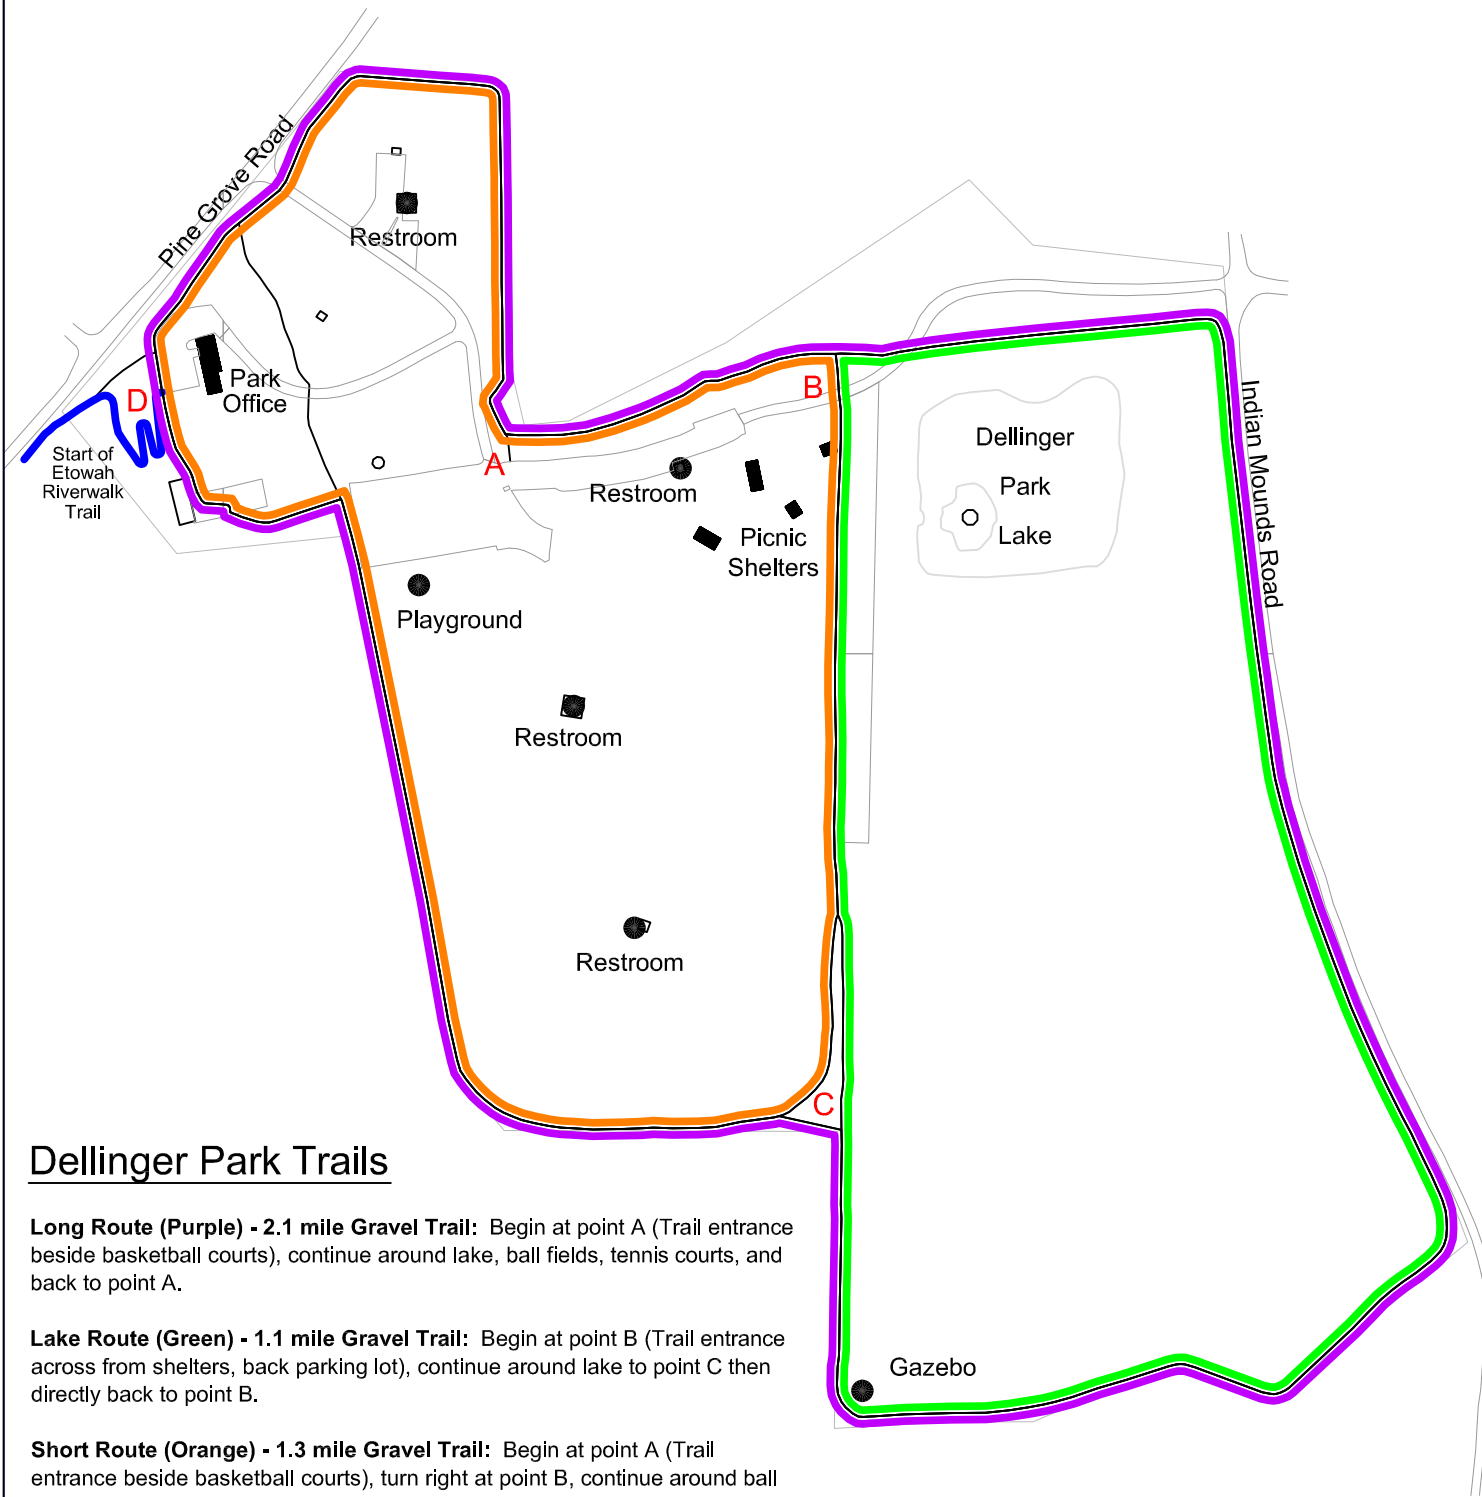 Pine Grove Road
Restroom
Park
Office
D
Start of
Etowah
Riverwalk
Trail
A
B
Restroom
Picnic
Shelters
Dellinger
Park
Lake
Indian Mounds Road
Playground
Restroom
Restroom
C
Gazebo
Dellinger Park Trails
Long Route (Purple) - 2.1 mile Gravel Trail: Begin at point A (Trail entrance
beside basketball courts), continue around lake, ball fields, tennis courts, and
back to point A.
Lake Route (Green) - 1.1 mile Gravel Trail: Begin at point B (Trail entrance
across from shelters, back parking lot), continue around lake to point C then
directly back to point B.
Short Route (Orange) - 1.3 mile Gravel Trail: Begin at point A (Trail
entrance beside basketball courts), turn right at point B, continue around ball